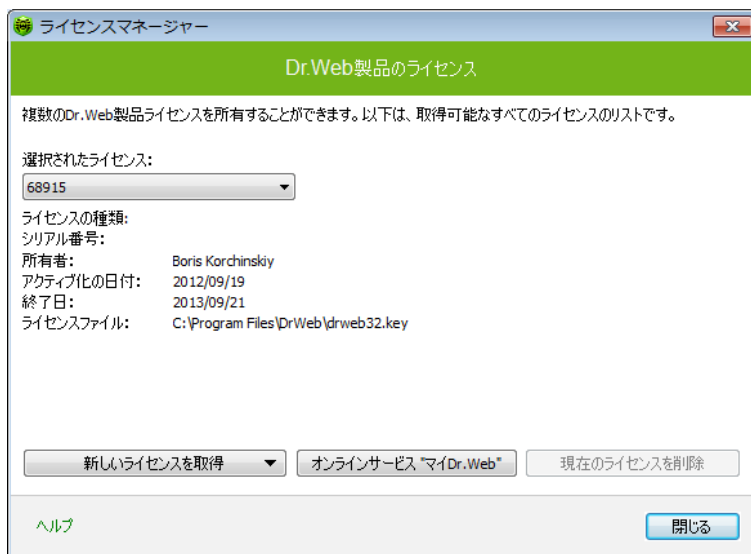 ライセンスマネージャー
Dr.Web製品のライセンス
複数のDr.Web製品ライセンスを所有することができます。以下は、取得可能なすべてのライセンスのリストです。
選択されたライセンス:
68915
ライセンスの種類:
シリアル番号:
所有者: Boris Korchinskiy
アクティブ化の日付: 2012/09/19
終了日: 2013/09/21
ライセンスファイル: C:\Program Files\DrWeb\drweb32.key
新しいライセンスを取得 オンラインサービス "マイDr.Web" 現在のライセンスを削除
ヘルプ 閉じる